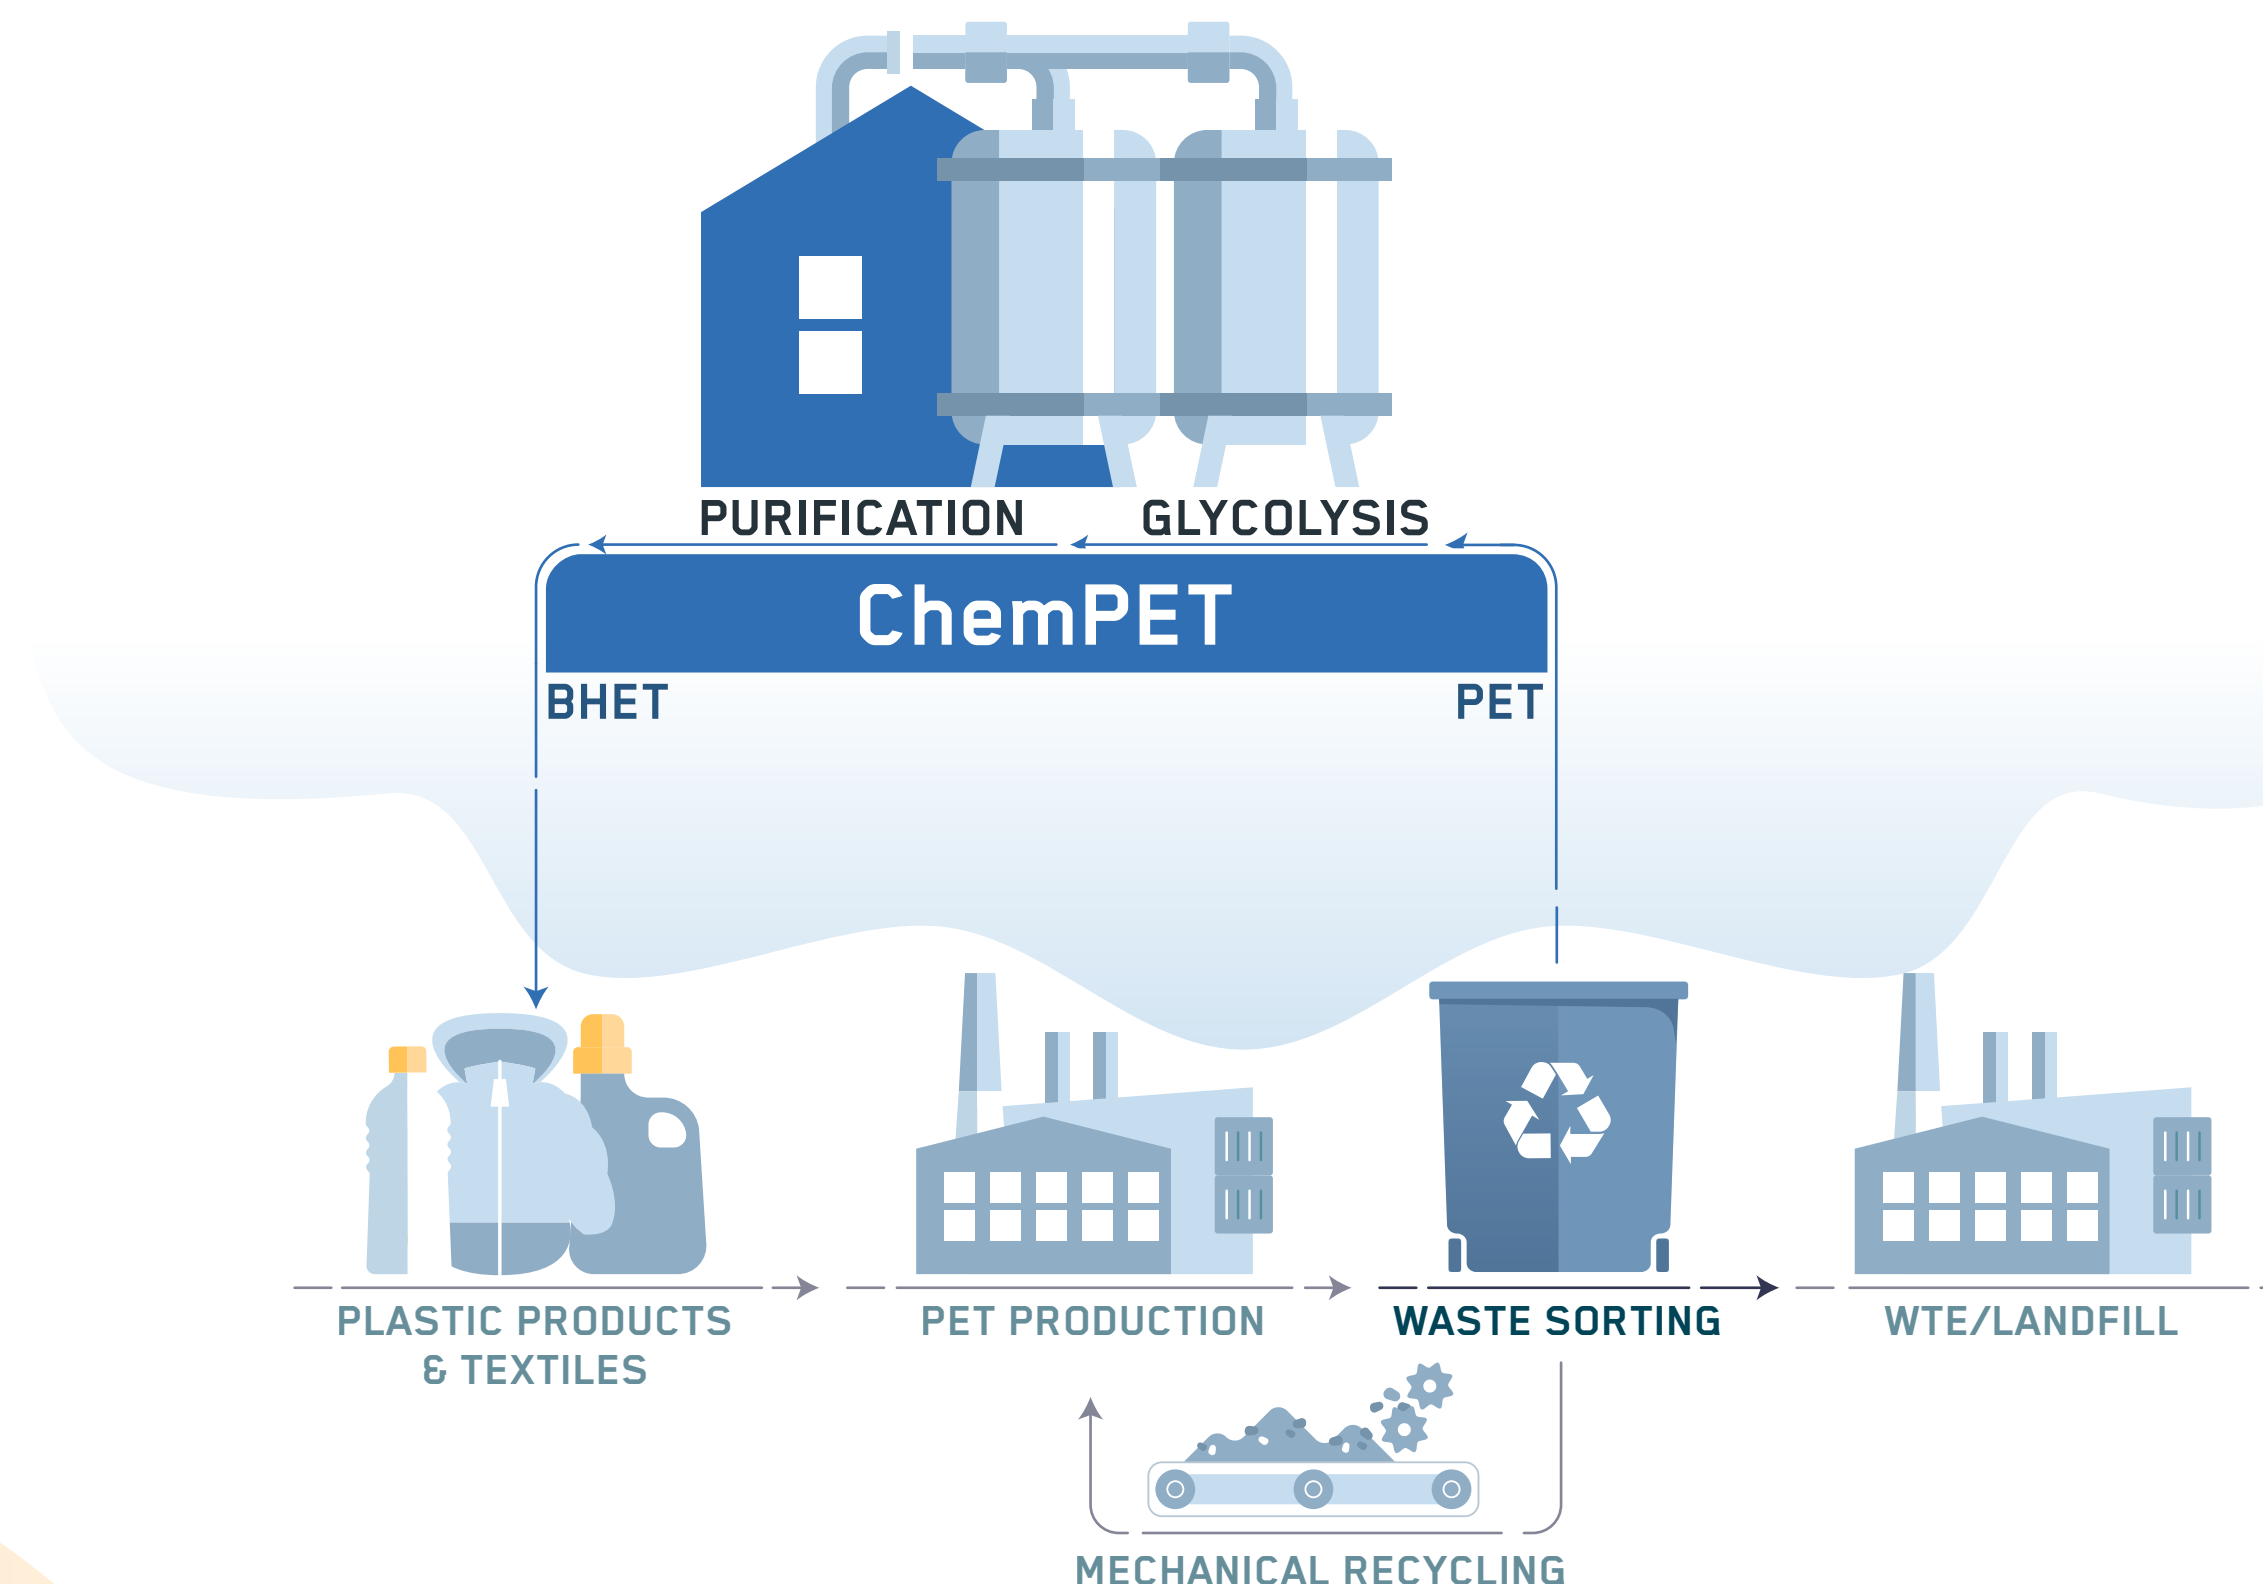 PURIFICATION
GLYCOLYSIS
ChemPET
BHET
PET
PLASTIC PRODUCTS
& TEXTILES
PET PRODUCTION
WASTE SORTING
WTE/LANDFILL
MECHANICAL RECYCLING